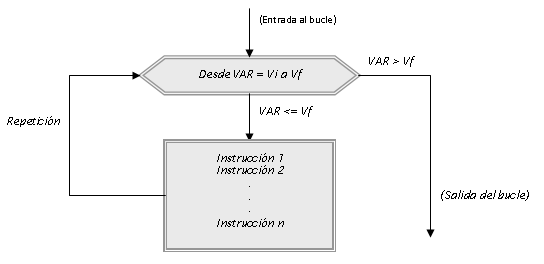 (Entrada al bucle)
Desde VAR = Vi a Vf
VAR > Vf
VAR <= Vf
Repetición
Instrucción 1
Instrucción 2
.
.
.
Instrucción n
(Salida del bucle)